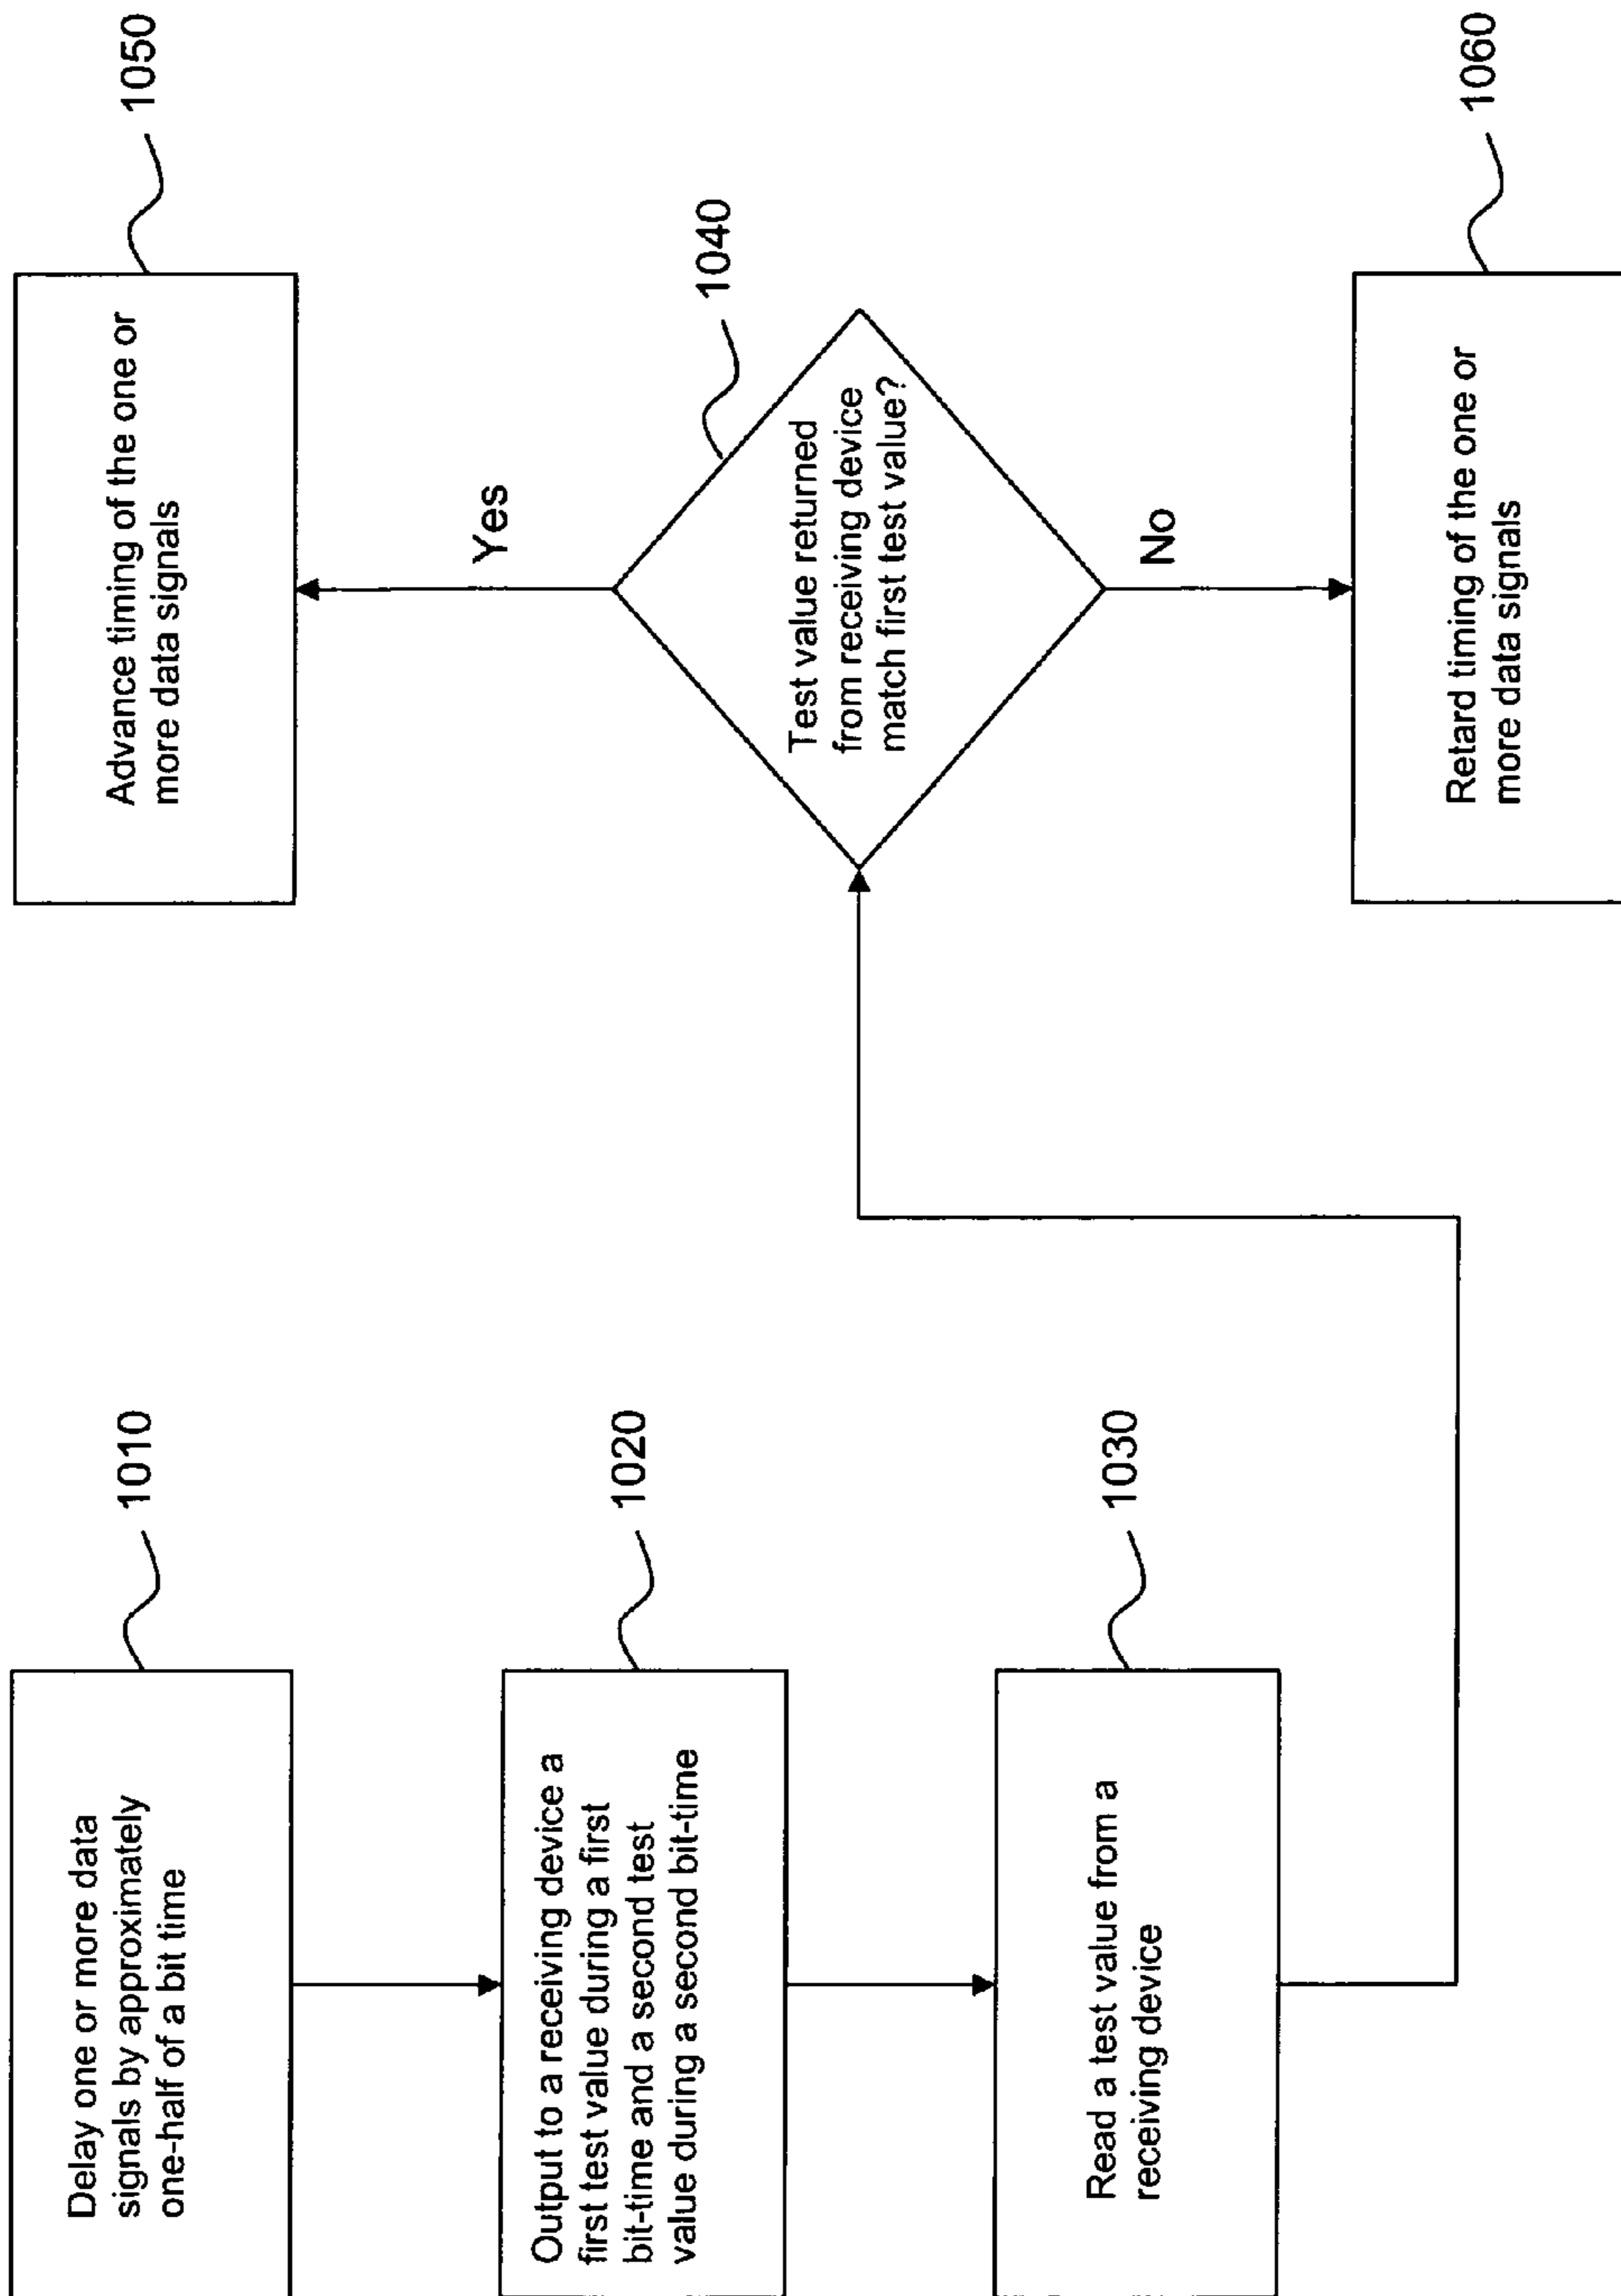 Delay one or more data
signals by approximately
one-half of a bit time
1010
Output to a receiving device a
first test value during a first
bit-time and a second test
value during a second bit-time
1020
Read a test value from a
receiving device
1030
Test value returned
from receiving device
match first test value?
1040
Yes
Advance timing of the one or
more data signals
1050
No
Retard timing of the one or
more data signals
1060